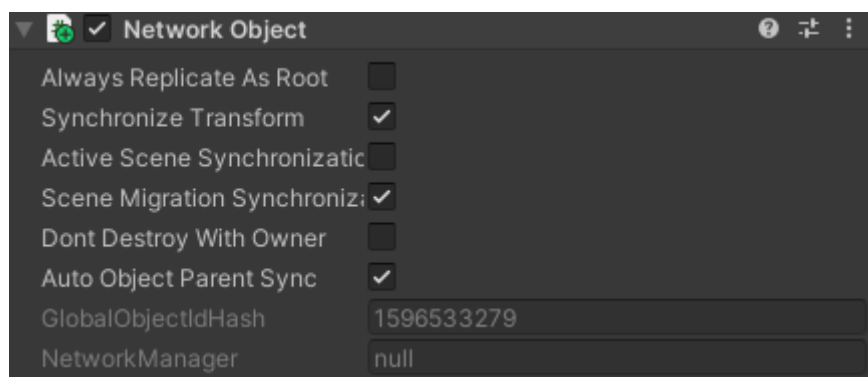 Network Object
Always Replicate As Root
Synchronize Transform
Active Scene Synchronizatic
Scene Migration Synchroniza
Dont Destroy With Owner
Auto Object Parent Sync
GlobalObjectIdHash 1596533279
NetworkManager null